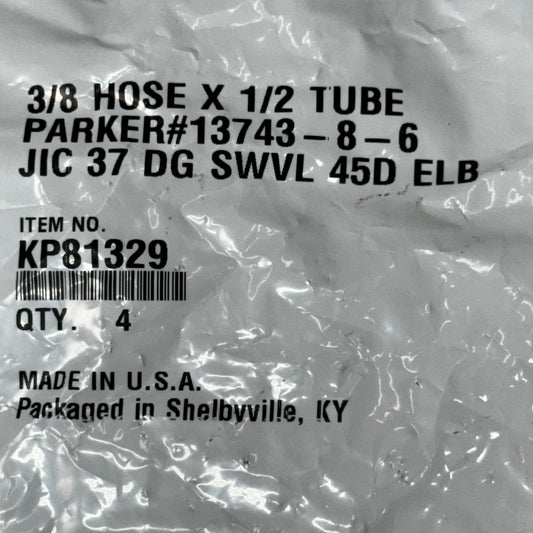 3/8 HOSE X 1/2 TUBE
PARKER#13743-8-6
JIC 37 DG SWVL 45D ELB
ITEM NO.
KP81329
QTY. 4
MADE IN U.S.A.
Packaged in Shelbyville, KY